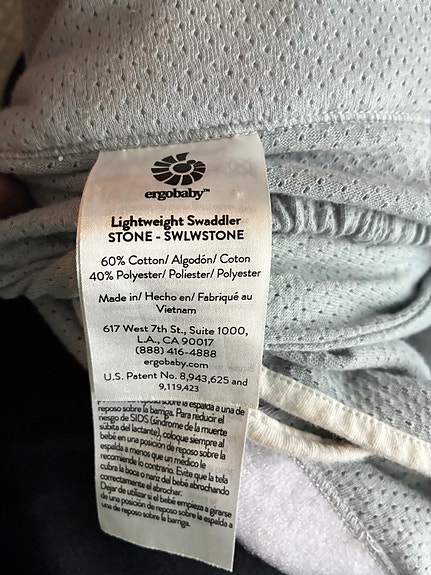 ergobaby™
Lightweight Swaddler
STONE - SWLWSTONE
60% Cotton/ Algodón/ Coton
40% Polyester/ Poliester/ Polyester
Made in/ Hecho en/ Fabriqué au
Vietnam
617 West 7th St., Suite 1000,
L.A., CA 90017
(888) 416-4888
ergobaby.com
U.S. Patent No. 8,943,625 and
9,119,423
reposo sobre la espalda a una de
reposo sobre la barriga. Para reducir el
riesgo de SIDS (síndrome de la muerte
súbita del lactante), coloque siempre al
bebé en una posición de reposo sobre la
espalda a menos que un médico le
recomiende lo contrario. Evite que la tela
cubra la boca o nariz del bebé abrochando
correctamente el abrochar.
Dejar de utilizar si el bebé empieza a girarse
de una posición de reposo sobre la espalda a
una de reposo sobre la barriga.